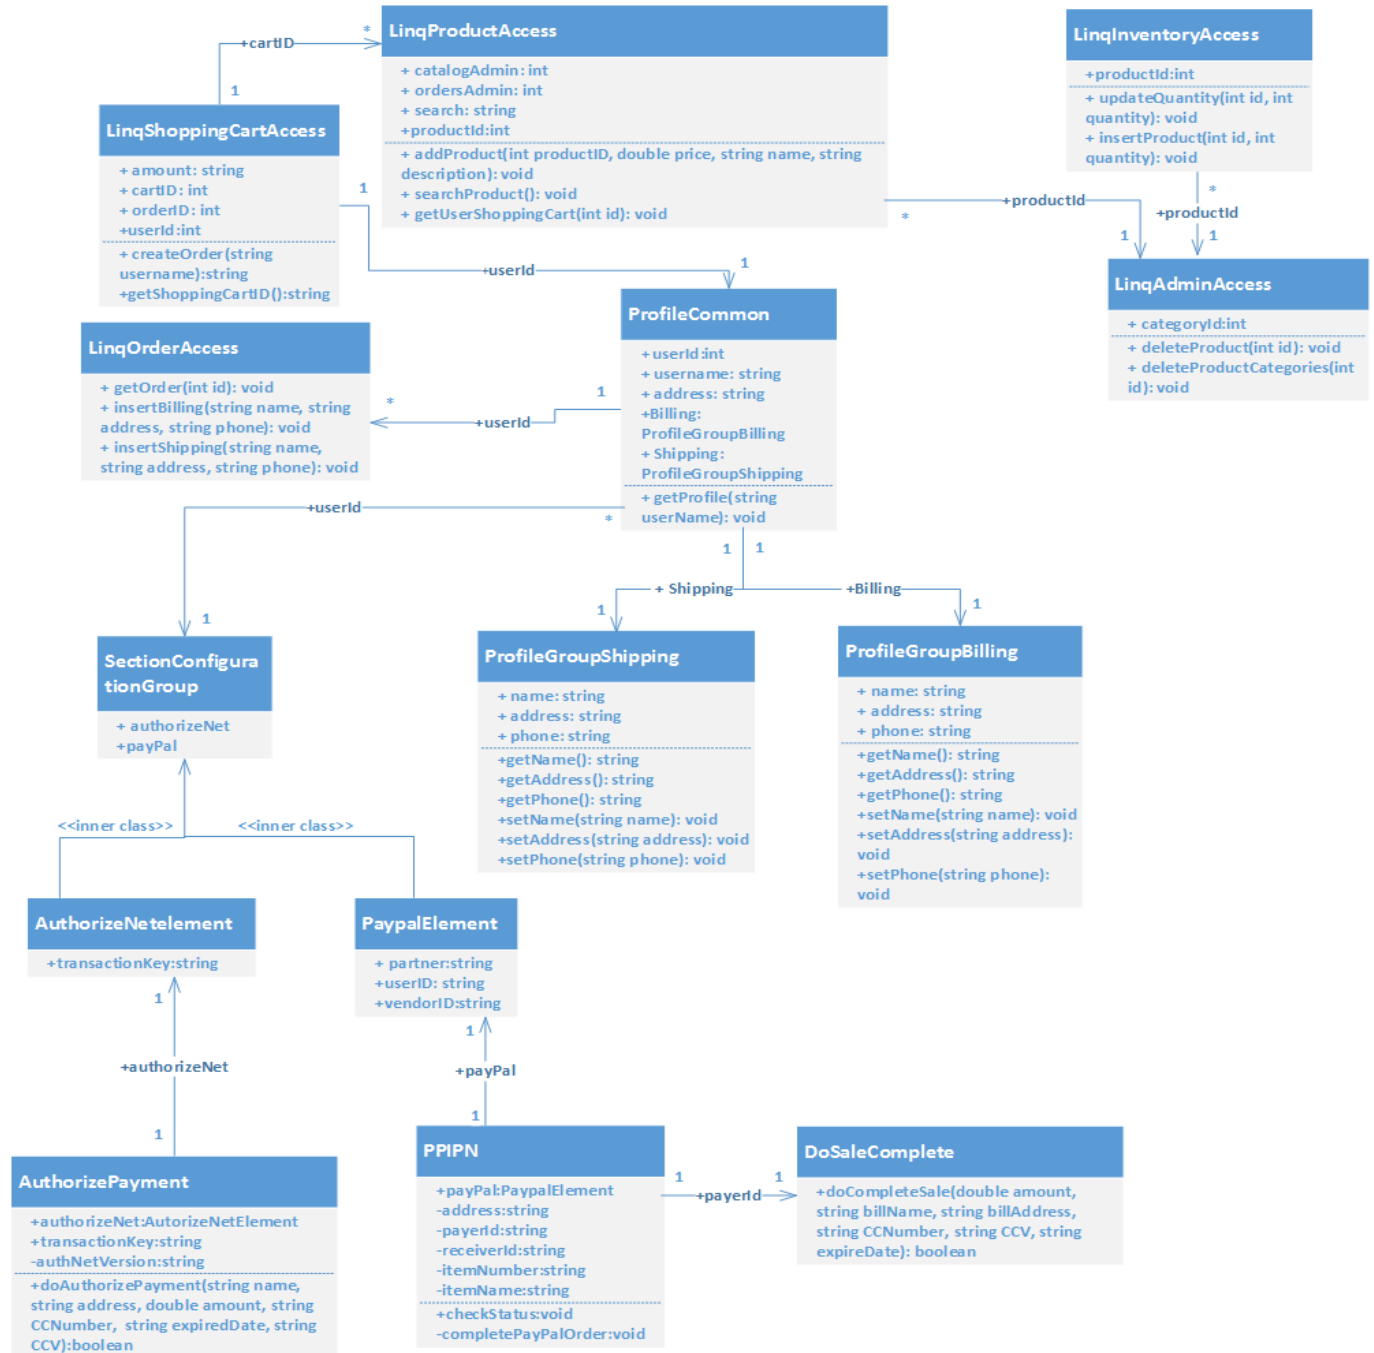 LinqProductAccess
+ catalogAdmin: int
+ ordersAdmin: int
+ search: string
+productId:int
+ addProduct(int productID, double price, string name, string
description): void
+ searchProduct(): void
+ getUserShoppingCart(int id): void
LinqInventoryAccess
+productId:int
+ updateQuantity(int id, int
quantity): void
+ insertProduct(int id, int
quantity): void
*
+cartID
1
LinqShoppingCartAccess
+ amount: string
+ cartID: int
+ orderID: int
+userId:int
+ createOrder(string
username):string
+getShoppingCartID():string
1
+userId
1
*
+productId
1
*
+productId
1
LinqAdminAccess
+ categoryId:int
+ deleteProduct(int id): void
+ deleteProductCategories(int
id): void
ProfileCommon
+ userId:int
+ username: string
+ address: string
+Billing:
ProfileGroupBilling
+ Shipping:
ProfileGroupShipping
+ getProfile(string
userName): void
LinqOrderAccess
+ getOrder(int id): void
+ insertBilling(string name, string
address, string phone): void
+ insertShipping(string name,
string address, string phone): void
*
+userId
1
+userId
*
1
1
1
+ Shipping
+Billing
1
1
SectionConfigura
tionGroup
+ authorizeNet
+payPal
ProfileGroupShipping
+ name: string
+ address: string
+ phone: string
+getName(): string
+getAddress(): string
+getPhone(): string
+setName(string name): void
+setAddress(string address): void
+setPhone(string phone): void
ProfileGroupBilling
+ name: string
+ address: string
+ phone: string
+getName(): string
+getAddress(): string
+getPhone(): string
+setName(string name): void
+setAddress(string address):
void
+setPhone(string phone):
void
<<inner class>>
<<inner class>>
AuthorizeNetelement
+transactionKey:string
PaypalElement
+ partner:string
+userID: string
+vendorID:string
1
+authorizeNet
1
1
+payPal
1
AuthorizePayment
+authorizeNet:AutorizeNetElement
+transactionKey:string
-authNetVersion:string
+doAuthorizePayment(string name,
string address, double amount, string
CCNumber, string expiredDate, string
CCV):boolean
PPIPN
+payPal:PaypalElement
-address:string
-payerId:string
-receiverId:string
-itemNumber:string
-itemName:string
+checkStatus:void
-completePayPalOrder:void
1
+payerId
1
DoSaleComplete
+doCompleteSale(double amount,
string billName, string billAddress,
string CCNumber, string CCV, string
expireDate): boolean